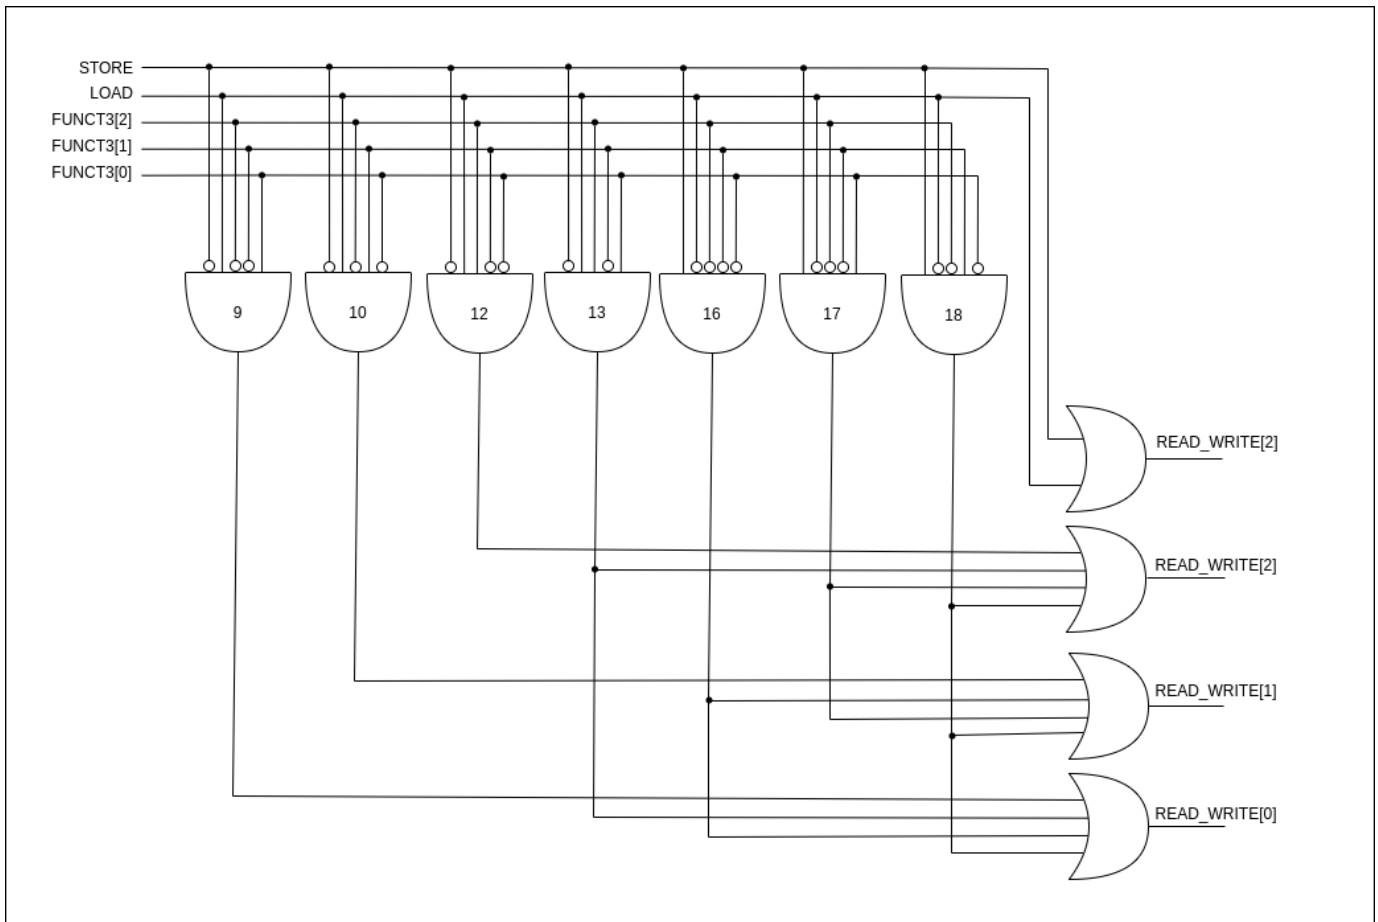 STORE
LOAD
FUNCT3[2]
FUNCT3[1]
FUNCT3[0]
9 10 12 13 16 17 18
READ_WRITE[2]
READ_WRITE[2]
READ_WRITE[1]
READ_WRITE[0]